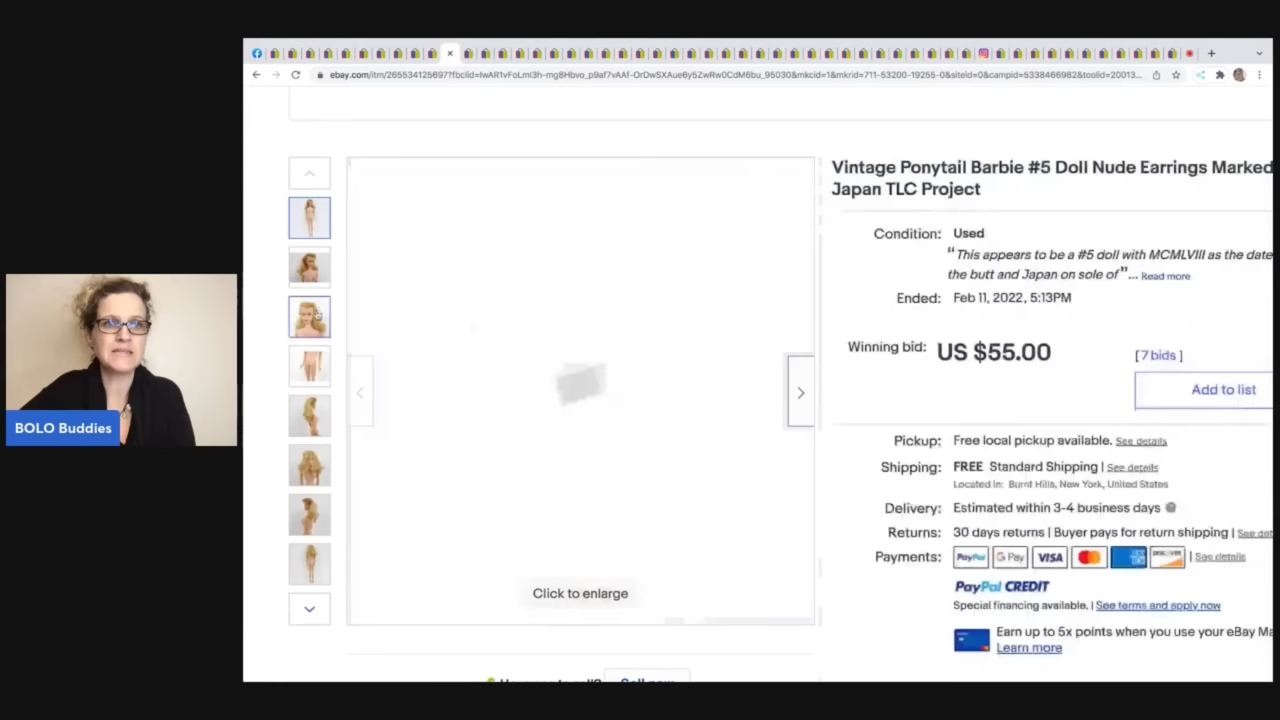 ebay.com/itm/265534125697?fbclid=IwAR1vFoLmI3h-mg8Hbvo_p9af7vAAf-OrDwSXAue6y5ZwRw0CdM6bu_95030&mkcid=1&mkrid=711-53200-19255-0&siteid=0&campid=5338466982&toolid=20013...
Vintage Ponytail Barbie #5 Doll Nude Earrings Marked
Japan TLC Project
Condition: Used
“This appears to be a #5 doll with MCMLVIII as the date
the butt and Japan on sole of”... Read more
Ended: Feb 11, 2022, 5:13PM
Winning bid: US $55.00 [ 7 bids ]
Add to list
Pickup: Free local pickup available. See details
Shipping: FREE Standard Shipping | See details
Located in: Burnt Hills, New York, United States
Delivery: Estimated within 3-4 business days
Returns: 30 days returns | Buyer pays for return shipping | See det
Payments: PayPal G Pay VISA DISCOVER | See details
PayPal CREDIT
Special financing available. | See terms and apply now
Earn up to 5x points when you use your eBay Ma
Learn more
Click to enlarge
BOLO Buddies